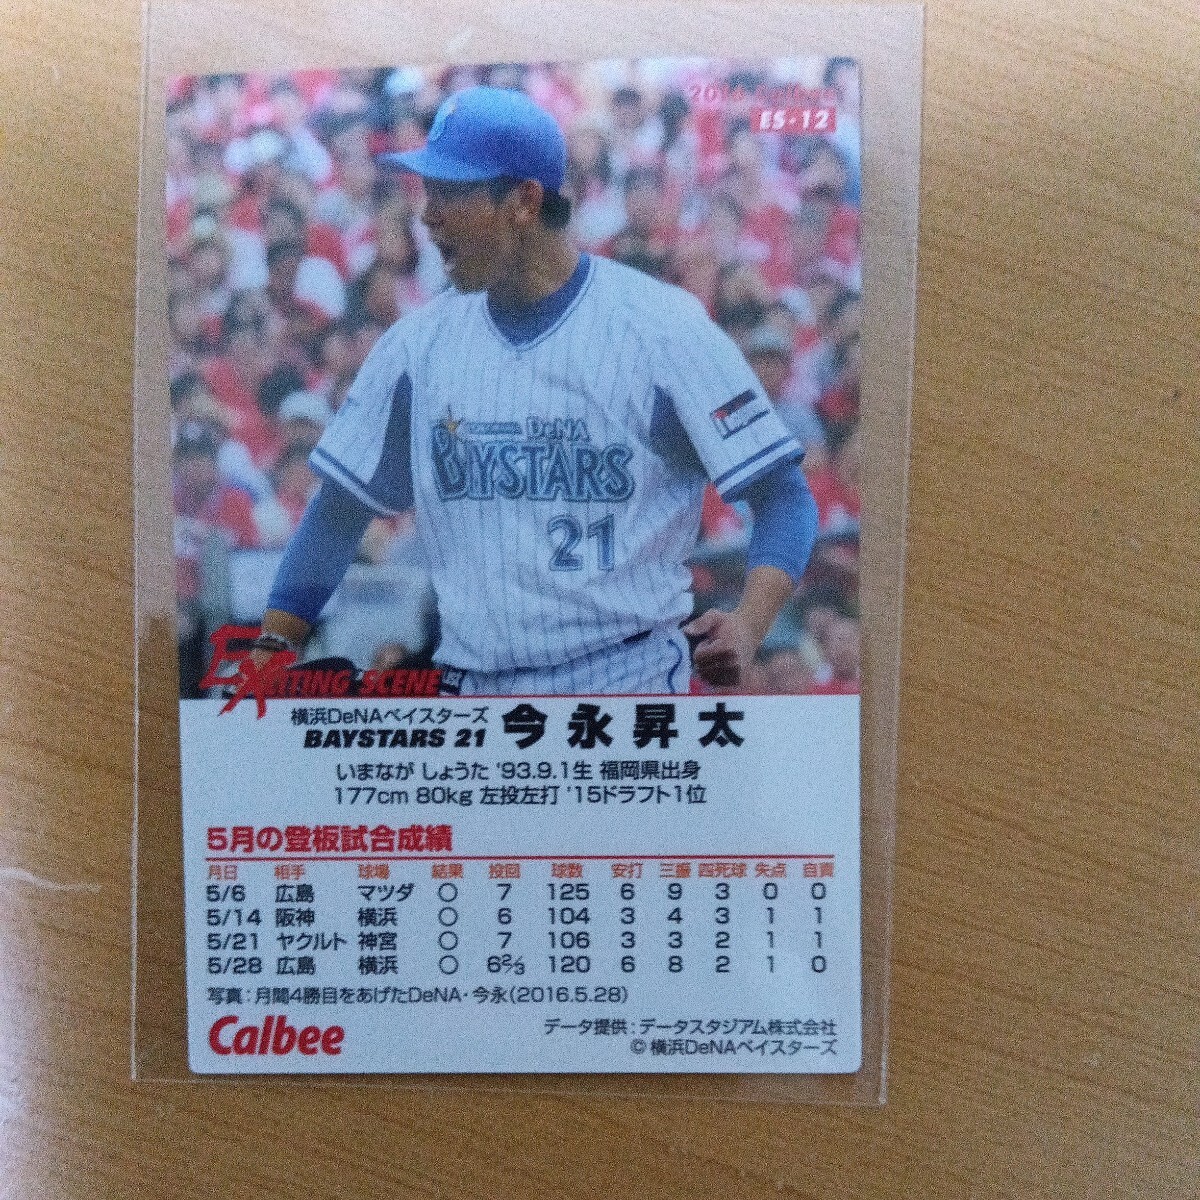 2016 Calbee
ES-12
DeNA
BAYSTARS
21
EXCITING SCENE
横浜DeNAベイスターズ
BAYSTARS 21 今永昇太
いまなが しょうた '93.9.1生 福岡県出身
177cm 80kg 左投左打 '15ドラフト1位
5月の登板試合成績
月日 相手 球場 結果 投回 球数 安打 三振 四死球 失点 自責
5/6 広島 マツダ ○ 7 125 6 9 3 0 0
5/14 阪神 横浜 ○ 6 104 3 4 3 1 1
5/21 ヤクルト 神宮 ○ 7 106 3 3 2 1 1
5/28 広島 横浜 ○ 6⅔ 120 6 8 2 1 0
写真:月間4勝目をあげたDeNA・今永(2016.5.28)
Calbee
データ提供:データスタジアム株式会社
©横浜DeNAベイスターズ